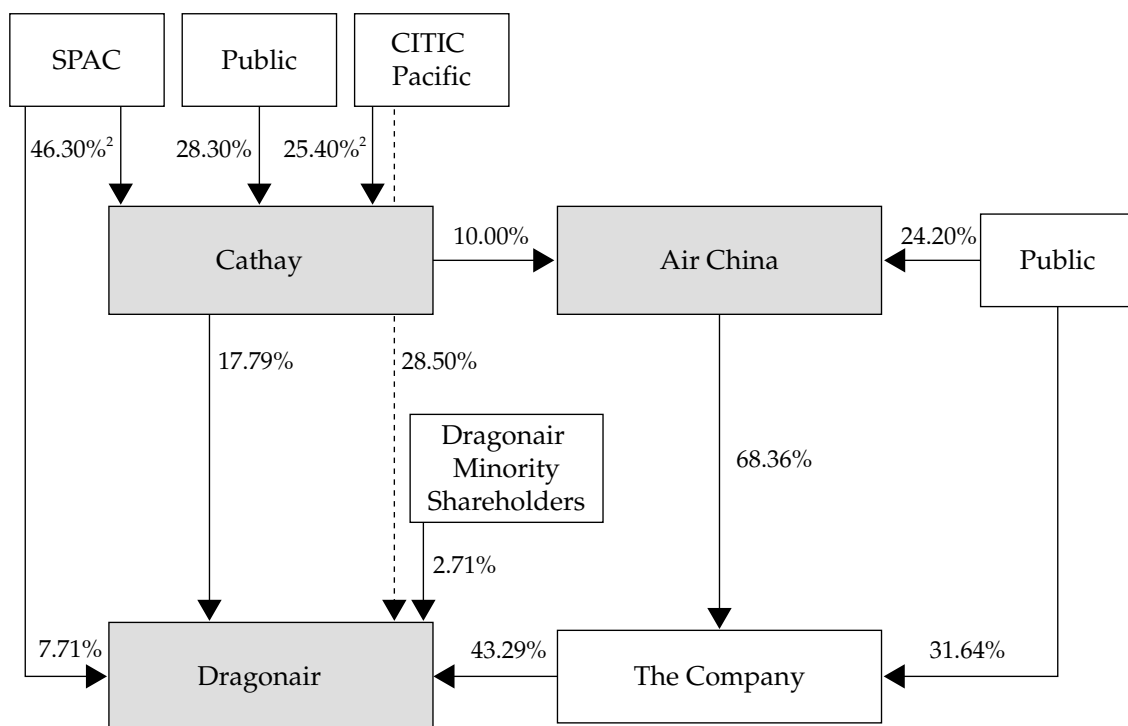 SPAC
Public
CITIC
Pacific
46.30%²
28.30%
25.40%²
Cathay
10.00%
Air China
24.20%
Public
17.79%
28.50%
Dragonair
Minority
Shareholders
68.36%
2.71%
7.71%
Dragonair
43.29%
The Company
31.64%